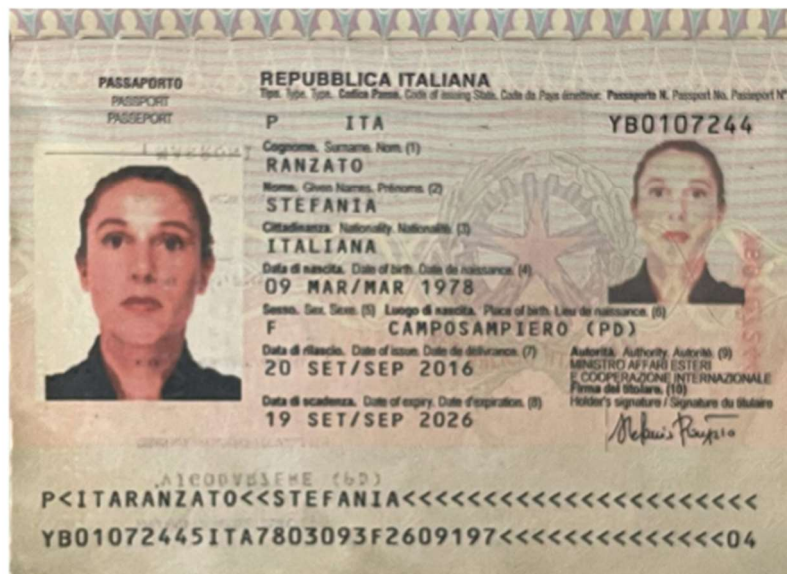 PASSAPORTO
PASSPORT
PASSEPORT
REPUBBLICA ITALIANA
Tipo. Type. Type. Codice Paese. Code of issuing State. Code du Pays émetteur. Passaporto N. Passport No. Passeport N°
P ITA YB0107244
Cognome. Surname. Nom. (1)
RANZATO
Nome. Given Names. Prénoms. (2)
STEFANIA
Cittadinanza. Nationality. Nationalité. (3)
ITALIANA
Data di nascita. Date of birth. Date de naissance. (4)
09 MAR/MAR 1978
Sesso. Sex. Sexe. (5) Luogo di nascita. Place of birth. Lieu de naissance. (6)
F CAMPOSAMPIERO (PD)
Data di rilascio. Date of issue. Date de délivrance. (7)
20 SET/SEP 2016
Autorità. Authority. Autorité. (9)
MINISTRO AFFARI ESTERI
E COOPERAZIONE INTERNAZIONALE
Data di scadenza. Date of expiry. Date d'expiration. (8)
19 SET/SEP 2026
Firma del titolare. (10)
Holder's signature / Signature du titulaire
P<ITARANZATO<<STEFANIA<<<<<<<<<<<<<<<<<<<<<<
YB01072445ITA7803093F2609197<<<<<<<<<<<<<<04